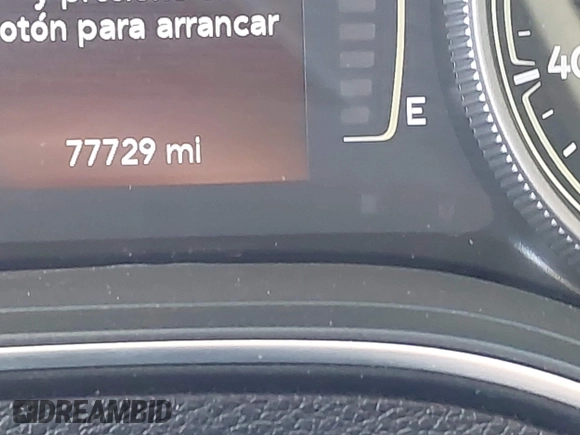 y
otón para arrancar
77729 mi
E
40
DREAMBID